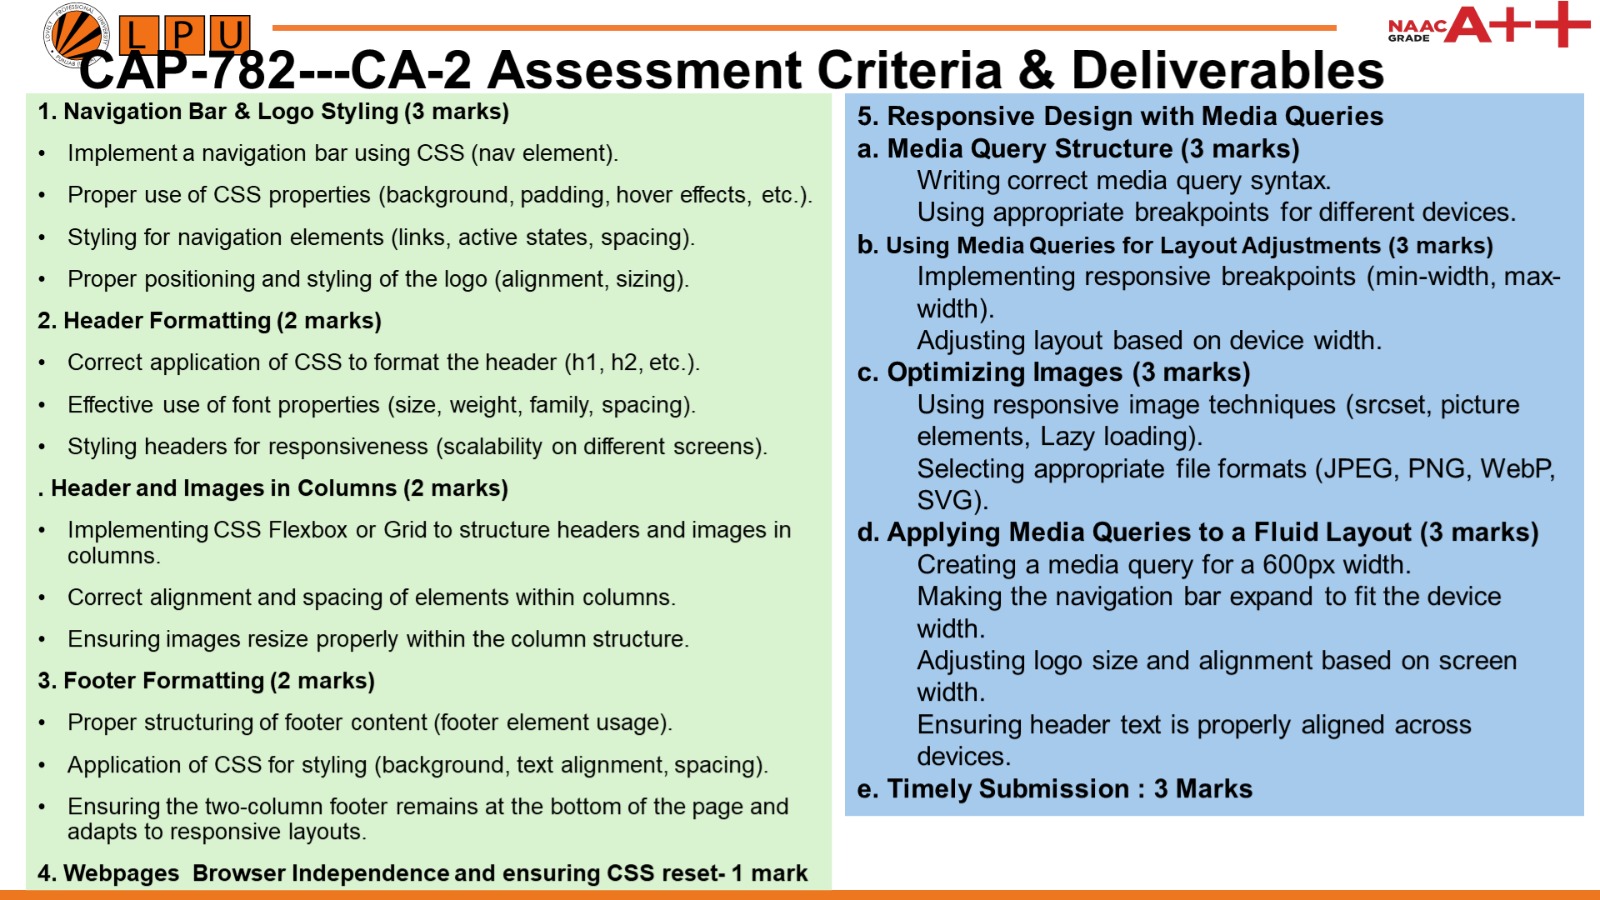 LPU
NAAC
GRADE
A++
CAP-782---CA-2 Assessment Criteria & Deliverables
1. Navigation Bar & Logo Styling (3 marks)
• Implement a navigation bar using CSS (nav element).
• Proper use of CSS properties (background, padding, hover effects, etc.).
• Styling for navigation elements (links, active states, spacing).
• Proper positioning and styling of the logo (alignment, sizing).
2. Header Formatting (2 marks)
• Correct application of CSS to format the header (h1, h2, etc.).
• Effective use of font properties (size, weight, family, spacing).
• Styling headers for responsiveness (scalability on different screens).
. Header and Images in Columns (2 marks)
• Implementing CSS Flexbox or Grid to structure headers and images in
columns.
• Correct alignment and spacing of elements within columns.
• Ensuring images resize properly within the column structure.
3. Footer Formatting (2 marks)
• Proper structuring of footer content (footer element usage).
• Application of CSS for styling (background, text alignment, spacing).
• Ensuring the two-column footer remains at the bottom of the page and
adapts to responsive layouts.
4. Webpages Browser Independence and ensuring CSS reset- 1 mark
5. Responsive Design with Media Queries
a. Media Query Structure (3 marks)
Writing correct media query syntax.
Using appropriate breakpoints for different devices.
b. Using Media Queries for Layout Adjustments (3 marks)
Implementing responsive breakpoints (min-width, max-
width).
Adjusting layout based on device width.
c. Optimizing Images (3 marks)
Using responsive image techniques (srcset, picture
elements, Lazy loading).
Selecting appropriate file formats (JPEG, PNG, WebP,
SVG).
d. Applying Media Queries to a Fluid Layout (3 marks)
Creating a media query for a 600px width.
Making the navigation bar expand to fit the device
width.
Adjusting logo size and alignment based on screen
width.
Ensuring header text is properly aligned across
devices.
e. Timely Submission : 3 Marks